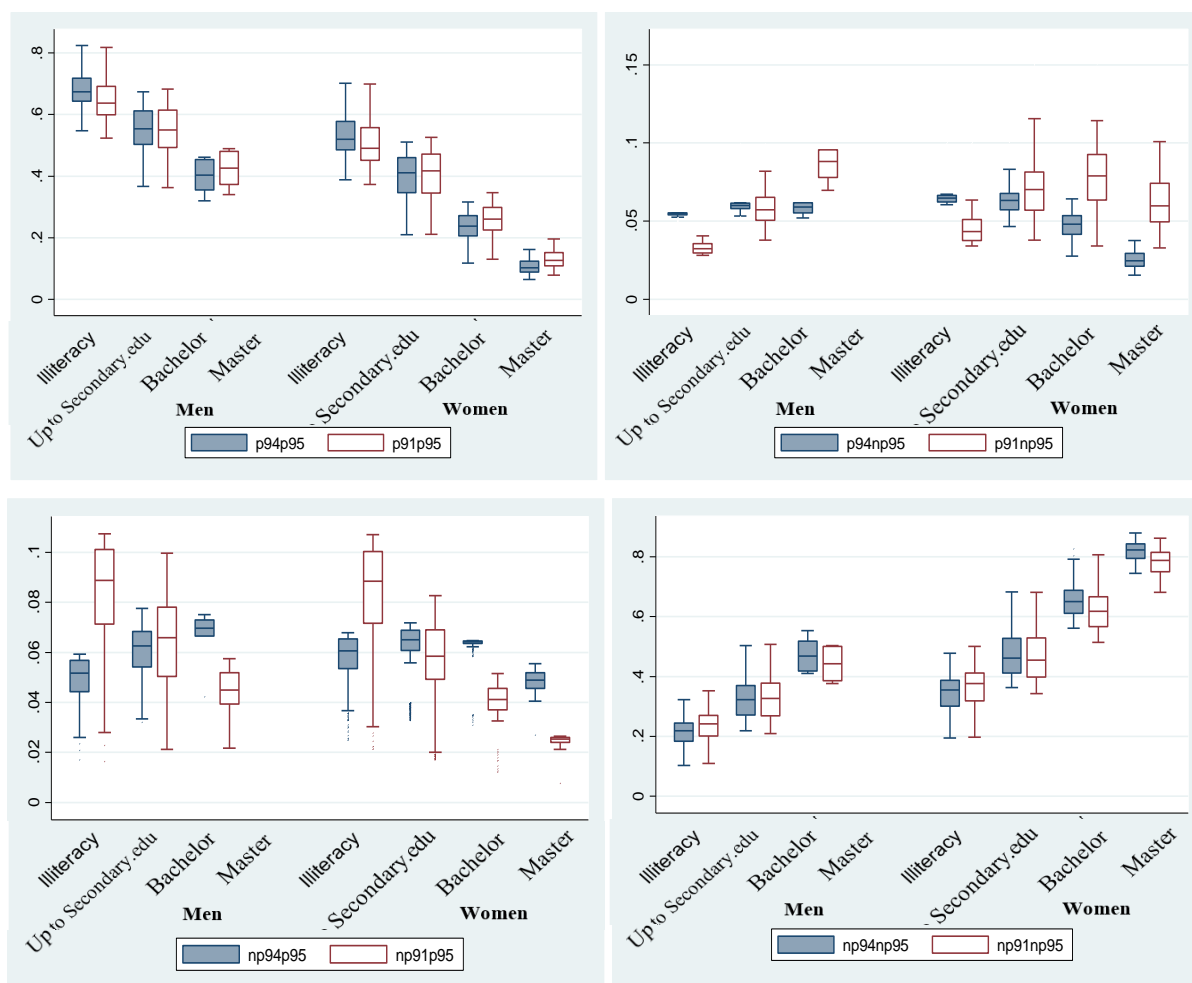 .8
.6
.4
.2
0
Illiteracy
Up to Secondary.edu
Bachelor
Master
Illiteracy
Secondary.edu
Bachelor
Master
Men
Women
p94p95
p91p95
.15
.1
.05
0
Illiteracy
Up to Secondary.edu
Bachelor
Master
Illiteracy
Secondary.edu
Bachelor
Master
Men
Women
p94np95
p91np95
.1
.08
.06
.04
.02
0
Illiteracy
Up to Secondary.edu
Bachelor
Master
Illiteracy
Secondary.edu
Bachelor
Master
Men
Women
np94p95
np91p95
.8
.6
.4
.2
0
Illiteracy
Up to Secondary.edu
Bachelor
Master
Illiteracy
Secondary.edu
Bachelor
Master
Men
Women
np94np95
np91np95